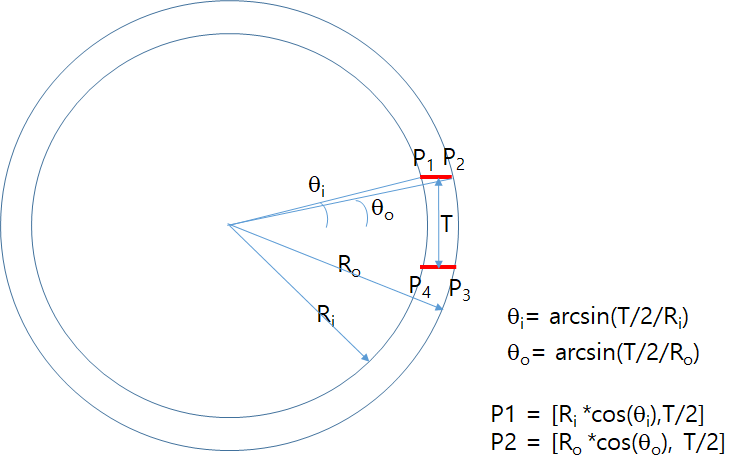 P1 P2
θi
θo
T
Ro
P4 P3
Ri
θi= arcsin(T/2/Ri)
θo= arcsin(T/2/Ro)
P1 = [Ri *cos(θi),T/2]
P2 = [Ro *cos(θo), T/2]